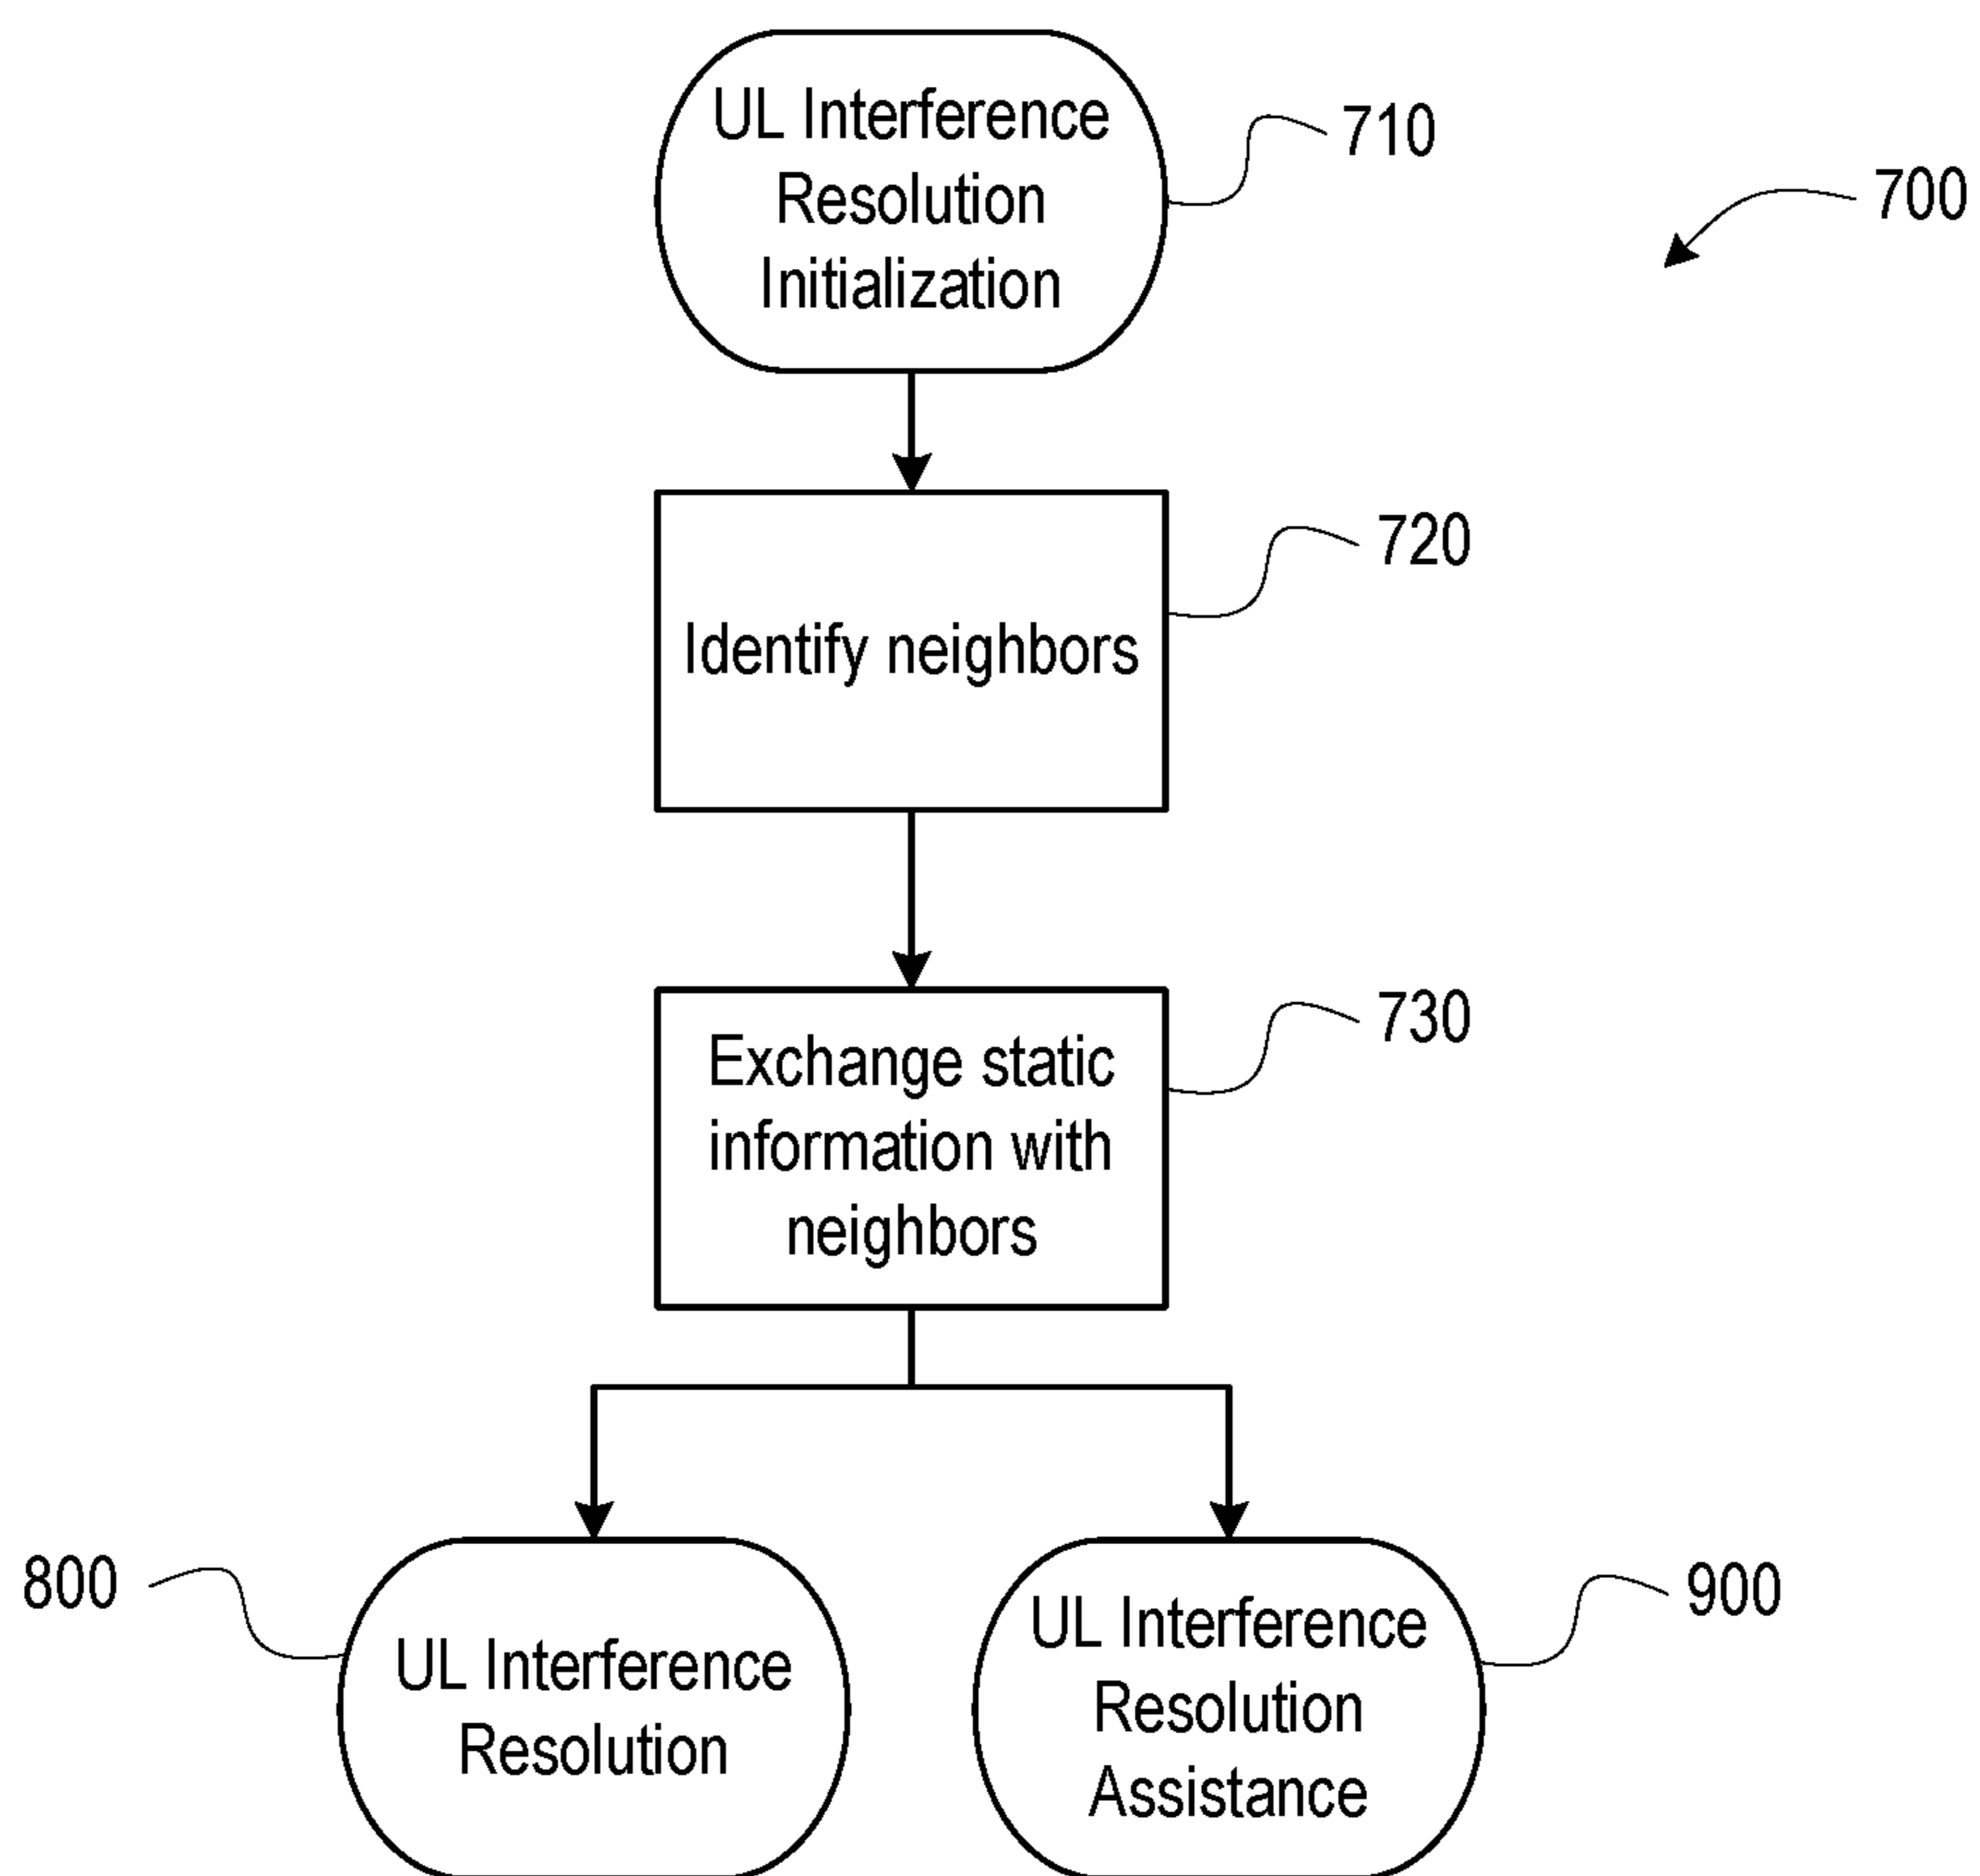 UL Interference
Resolution
Initialization
710
700
Identify neighbors
720
Exchange static
information with
neighbors
730
800
UL Interference
Resolution
UL Interference
Resolution
Assistance
900